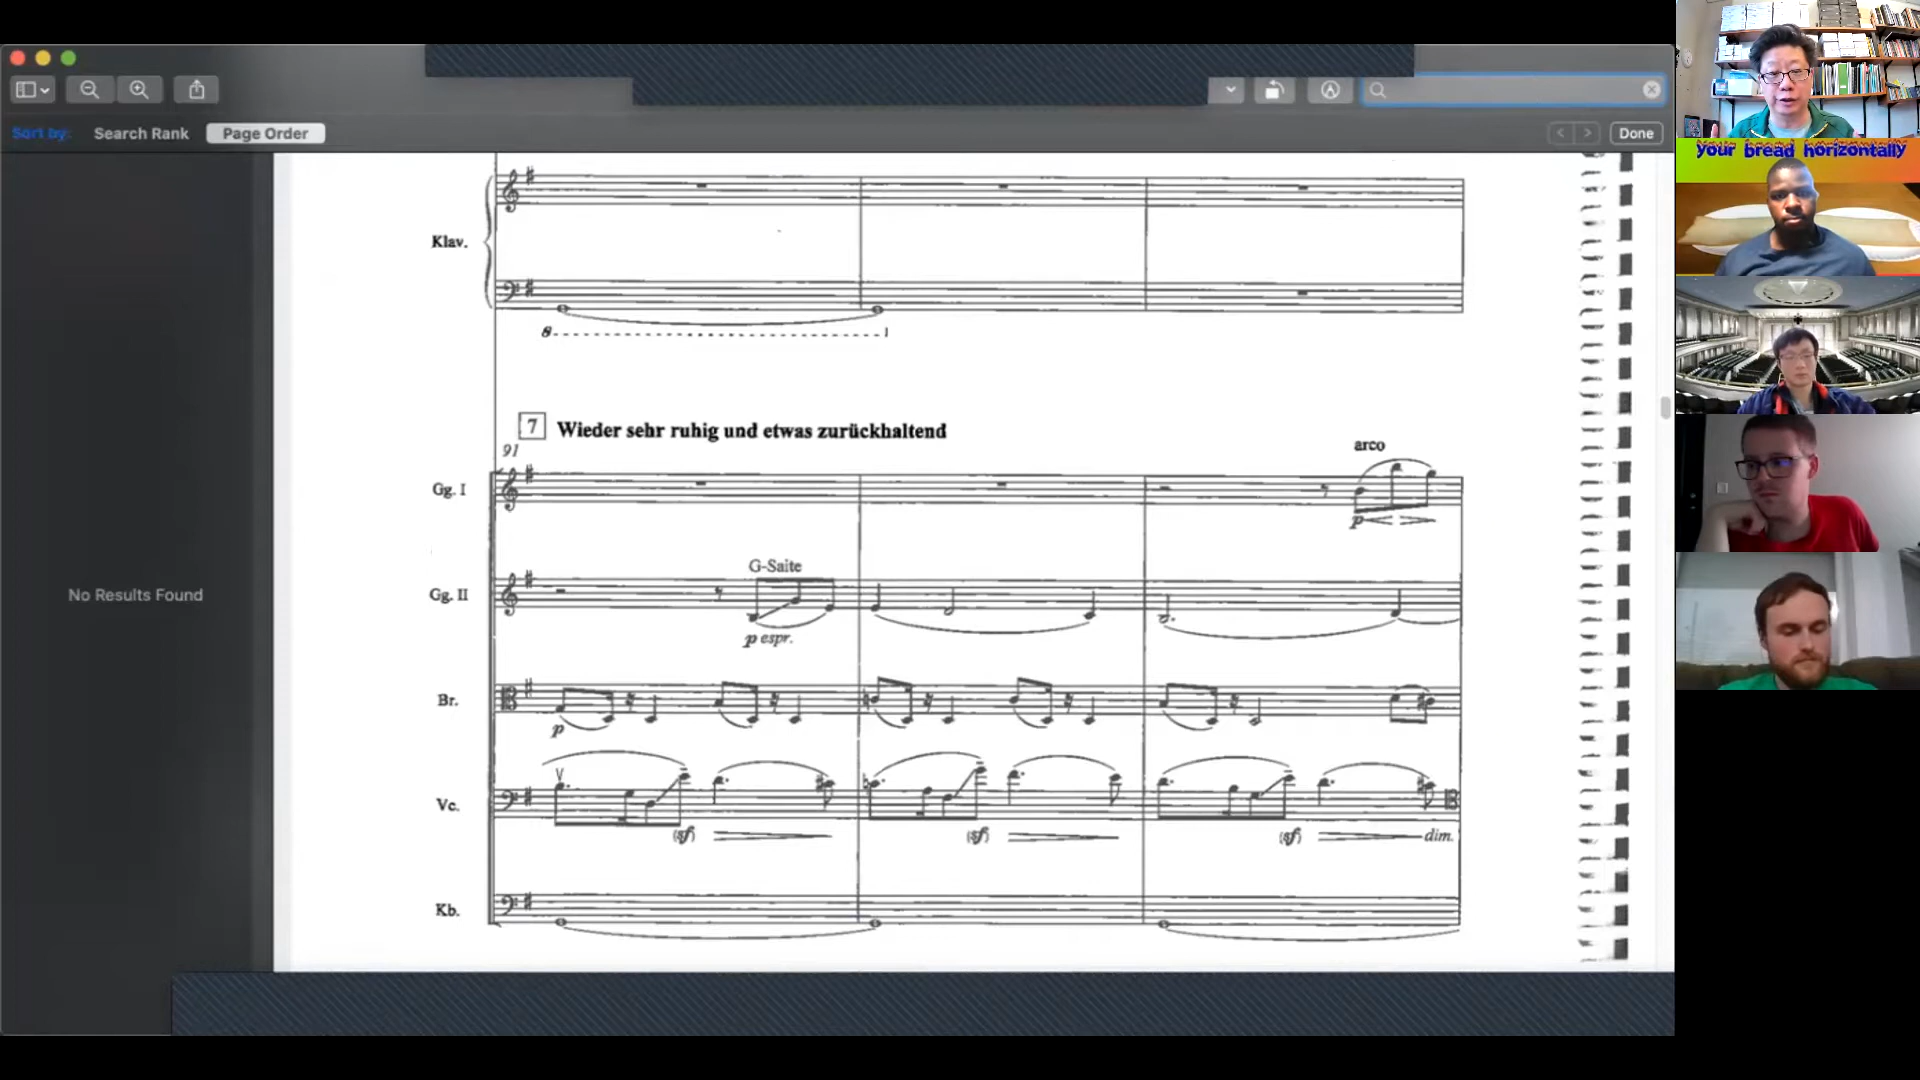 Sort by: Search Rank Page Order Done
No Results Found
Klav.
8
7 Wieder sehr ruhig und etwas zurückhaltend
91
arco
Gg. I
p
G-Saite
Gg. II
p espr.
Br.
p
Vc.
(sf) (sf) (sf) dim.
Kb.
your bread horizontally